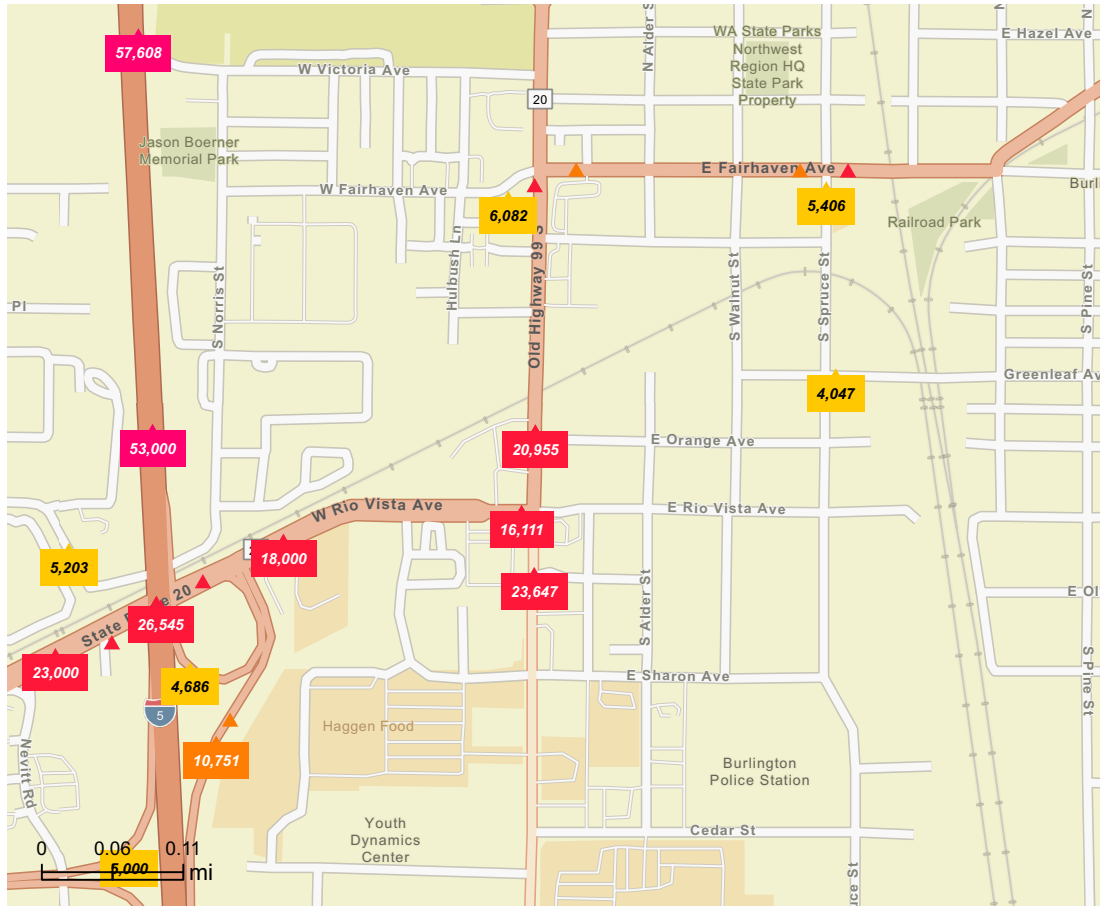 57,608
W Victoria Ave
N Alder S
WA State Parks
Northwest
Region HQ
State Park
Property
N
N
E Hazel Ave
20
Jason Boerner
Memorial Park
W Fairhaven Ave
E Fairhaven Ave
6,082
5,406
Railroad Park
Burli
Pl
S Norris St
Hulbush Ln
Old Highway 99 S
S Walnut St
S Spruce St
S Pine St
4,047
Greenleaf Av
53,000
20,955
E Orange Ave
W Rio Vista Ave
16,111
E Rio Vista Ave
5,203
18,000
23,647
E Ol
State
20
26,545
23,000
S Alder St
4,686
E Sharon Ave
S Pine St
5
Haggen Food
10,751
Nevitt Rd
Burlington
Police Station
Youth
Dynamics
Center
Cedar St
0 0.06 0.11
mi
5,000
uce St